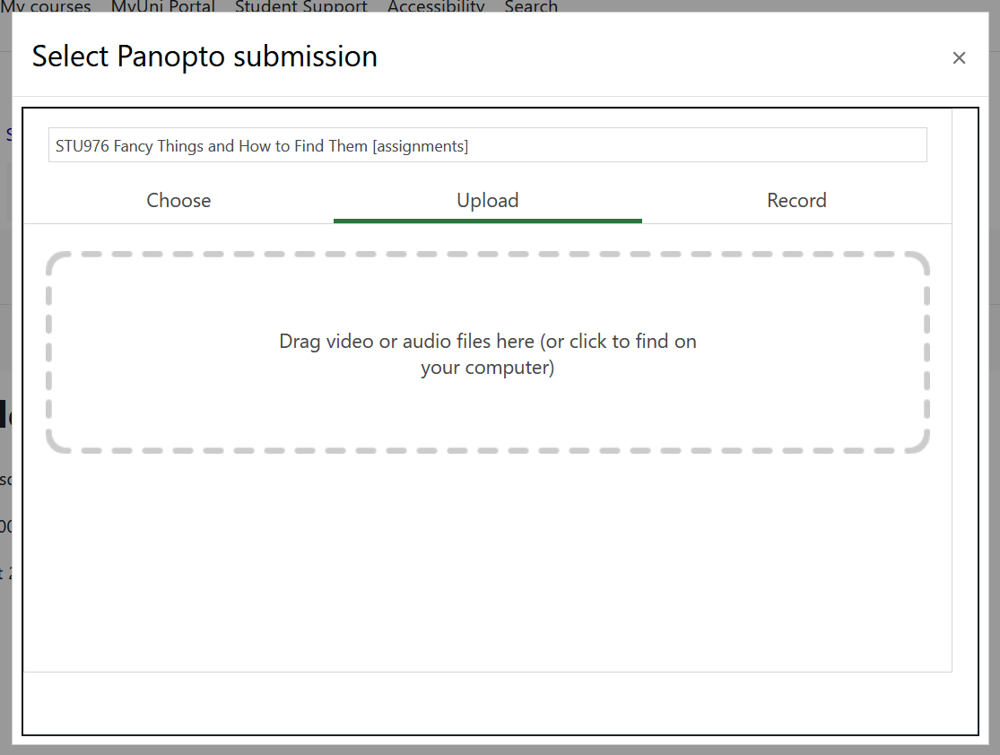 My courses MyUni Portal Student Support Accessibility Search
Select Panopto submission
STU976 Fancy Things and How to Find Them [assignments]
Choose Upload Record
Drag video or audio files here (or click to find on
your computer)